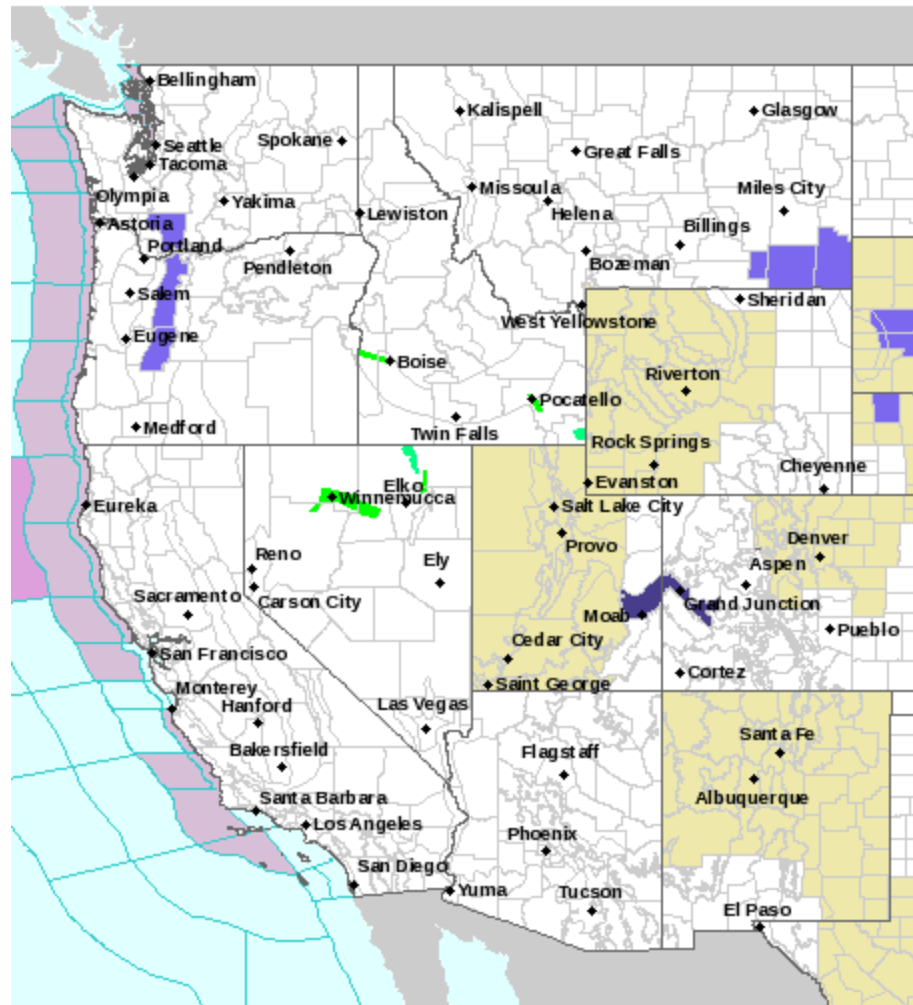 Bellingham
Kalispell
Glasgow
Spokane
Seattle
Great Falls
Tacoma
Olympia
Missoula
Miles City
Yakima
Helena
Lewiston
Astoria
Billings
Portland
Pendleton
Bozeman
Salem
Sheridan
West Yellowstone
Eugene
Boise
Riverton
Pocatello
Medford
Twin Falls
Rock Springs
Cheyenne
Evanston
Elko
Winnemucca
Eureka
Salt Lake City
Denver
Provo
Reno
Ely
Aspen
Sacramento
Carson City
Grand Junction
Moab
Pueblo
Cedar City
San Francisco
Cortez
Saint George
Monterey
Las Vegas
Hanford
Santa Fe
Bakersfield
Flagstaff
Albuquerque
Santa Barbara
Los Angeles
Phoenix
San Diego
Yuma
Tucson
El Paso